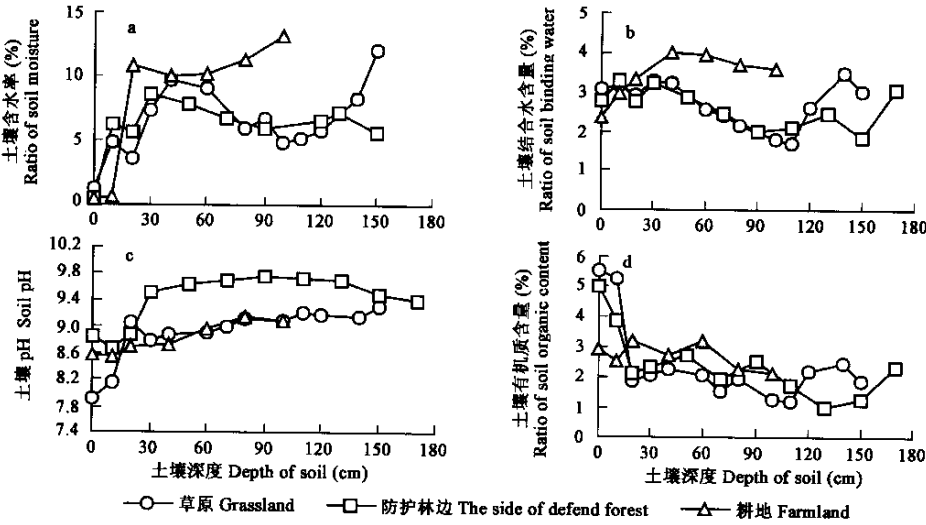 土壤含水率 (%)
Ratio of soil moisture
15
10
5
0
a
0 30 60 90 120 150 180
土壤结合水含量 (%)
Ratio of soil binding water
5
4
3
2
1
b
0 30 60 90 120 150 180
土壤 pH Soil pH
10.2
9.8
9.4
9.0
8.6
8.2
7.8
7.4
c
0 30 60 90 120 150 180
土壤深度 Depth of soil (cm)
土壤有机质含量 (%)
Ratio of soil organic content
6
5
4
3
2
1
0
d
0 30 60 90 120 150 180
土壤深度 Depth of soil (cm)
草原 Grassland
防护林边 The side of defend forest
耕地 Farmland